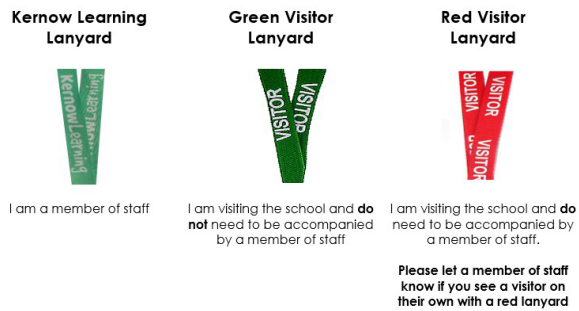 Kernow Learning
Lanyard
KernowLearning
Learning
I am a member of staff
Green Visitor
Lanyard
VISITOR
VISITOR
I am visiting the school and do
not need to be accompanied
by a member of staff
Red Visitor
Lanyard
VISITOR
VISITOR
VISITOR
I am visiting the school and do
need to be accompanied by
a member of staff.
Please let a member of staff
know if you see a visitor on
their own with a red lanyard